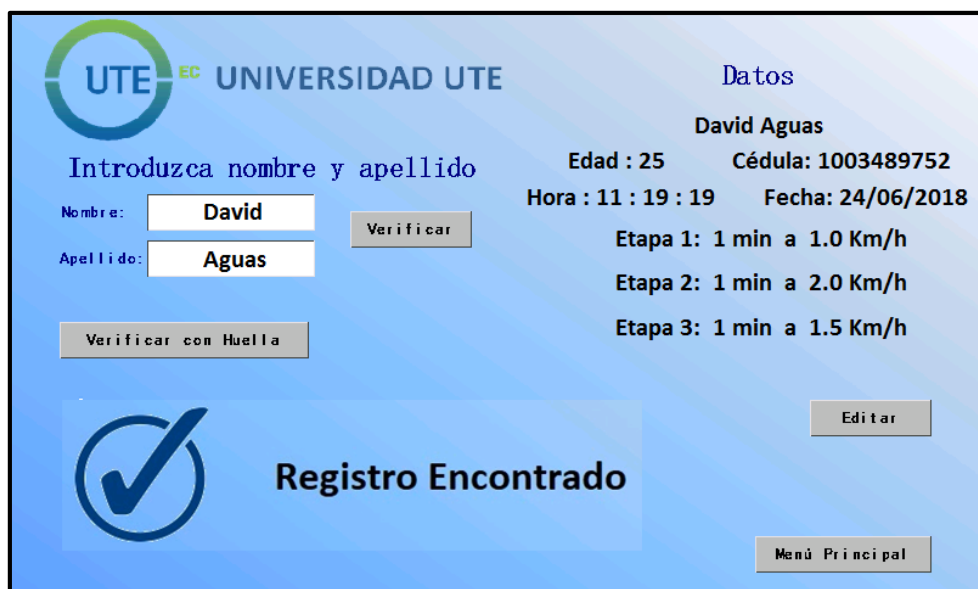 UTE EC UNIVERSIDAD UTE
Introduzca nombre y apellido
Nombre: David
Verificar
Apellido: Aguas
Verificar con Huella
Registro Encontrado
Datos
David Aguas
Edad : 25 Cédula: 1003489752
Hora : 11 : 19 : 19 Fecha: 24/06/2018
Etapa 1: 1 min a 1.0 Km/h
Etapa 2: 1 min a 2.0 Km/h
Etapa 3: 1 min a 1.5 Km/h
Editar
Menú Principal